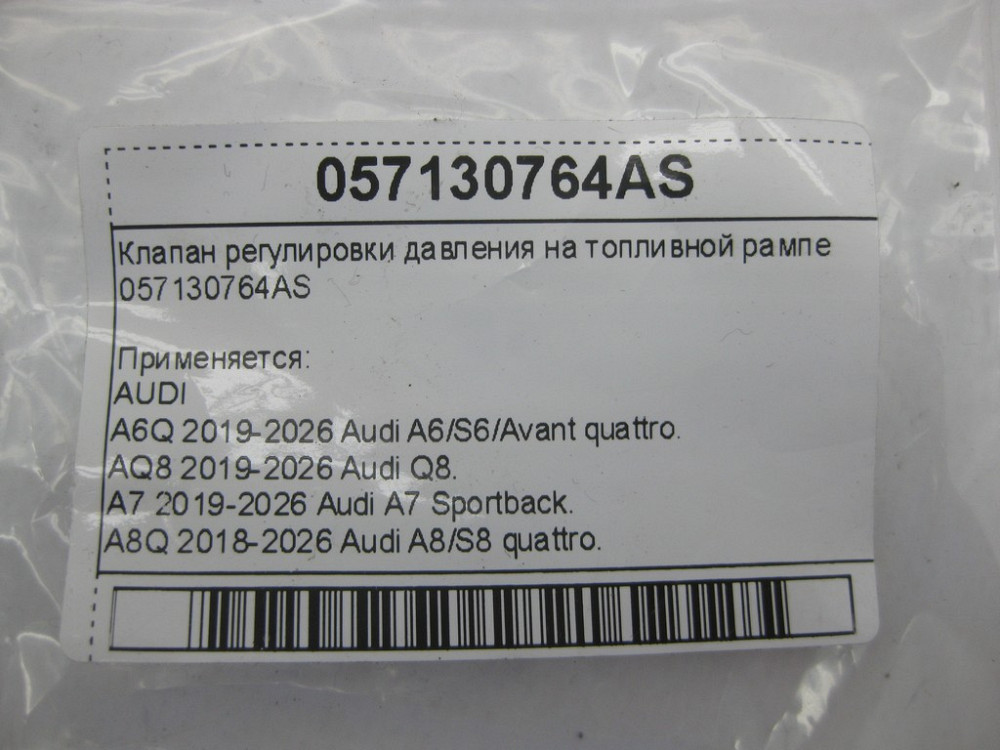 057130764AS
Клапан регулировки давления на топливной рампе
057130764AS
Применяется:
AUDI
A6Q 2019-2026 Audi A6/S6/Avant quattro.
AQ8 2019-2026 Audi Q8.
A7 2019-2026 Audi A7 Sportback.
A8Q 2018-2026 Audi A8/S8 quattro.